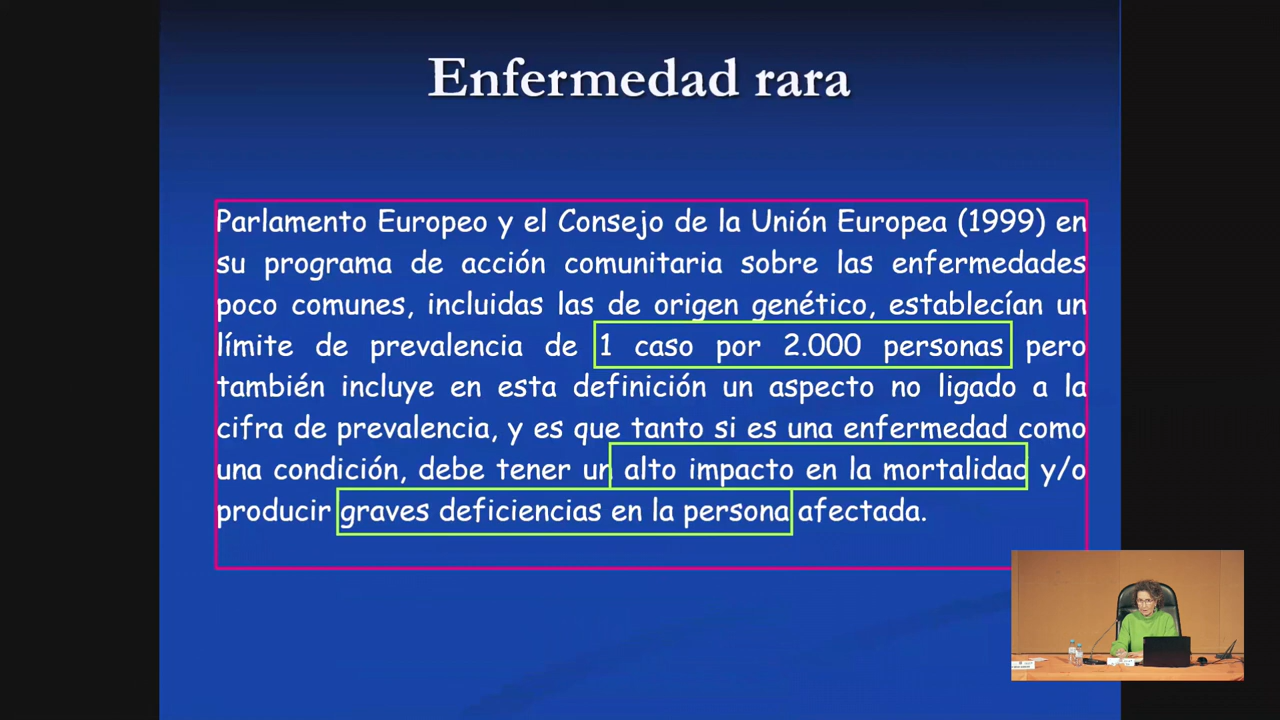 Enfermedad rara
Parlamento Europeo y el Consejo de la Unión Europea (1999) en
su programa de acción comunitaria sobre las enfermedades
poco comunes, incluidas las de origen genético, establecían un
límite de prevalencia de 1 caso por 2.000 personas pero
también incluye en esta definición un aspecto no ligado a la
cifra de prevalencia, y es que tanto si es una enfermedad como
una condición, debe tener un alto impacto en la mortalidad y/o
producir graves deficiencias en la persona afectada.